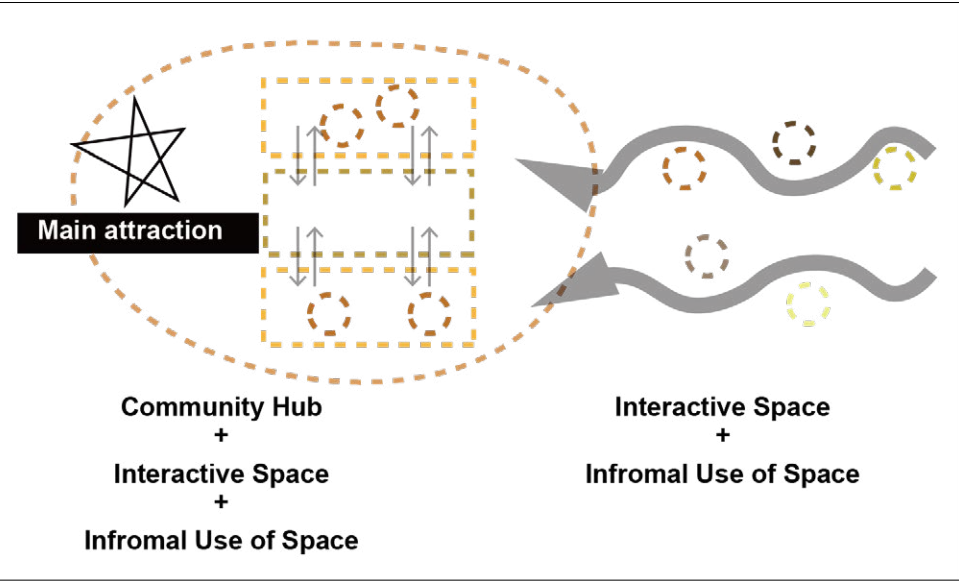 Main attraction
Community Hub
+
Interactive Space
+
Infromal Use of Space
Interactive Space
+
Infromal Use of Space